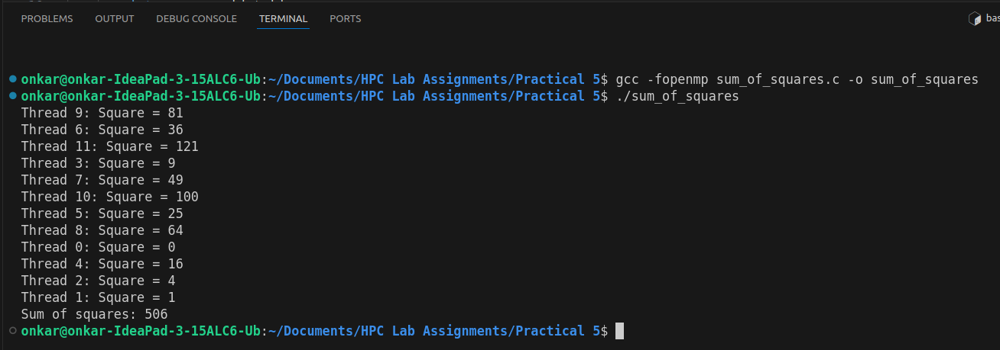 PROBLEMS OUTPUT DEBUG CONSOLE TERMINAL PORTS
onkar@onkar-IdeaPad-3-15ALC6-Ub:~/Documents/HPC Lab Assignments/Practical 5$ gcc -fopenmp sum_of_squares.c -o sum_of_squares
onkar@onkar-IdeaPad-3-15ALC6-Ub:~/Documents/HPC Lab Assignments/Practical 5$ ./sum_of_squares
Thread 9: Square = 81
Thread 6: Square = 36
Thread 11: Square = 121
Thread 3: Square = 9
Thread 7: Square = 49
Thread 10: Square = 100
Thread 5: Square = 25
Thread 8: Square = 64
Thread 0: Square = 0
Thread 4: Square = 16
Thread 2: Square = 4
Thread 1: Square = 1
Sum of squares: 506
onkar@onkar-IdeaPad-3-15ALC6-Ub:~/Documents/HPC Lab Assignments/Practical 5$